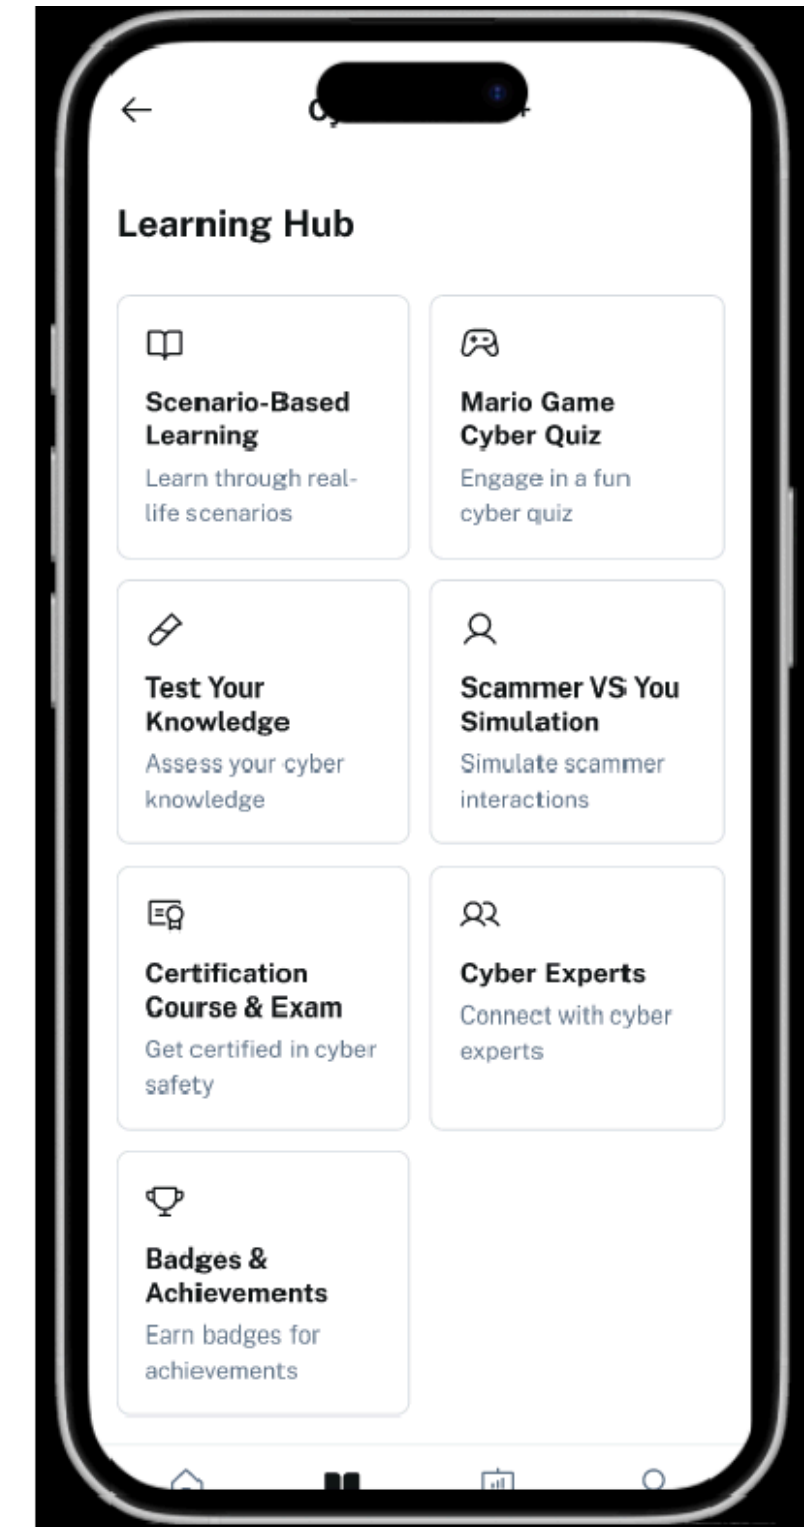 Learning Hub
Scenario-Based
Learning
Learn through real-
life scenarios
Mario Game
Cyber Quiz
Engage in a fun
cyber quiz
Test Your
Knowledge
Assess your cyber
knowledge
Scammer VS You
Simulation
Simulate scammer
interactions
Certification
Course & Exam
Get certified in cyber
safety
Cyber Experts
Connect with cyber
experts
Badges &
Achievements
Earn badges for
achievements